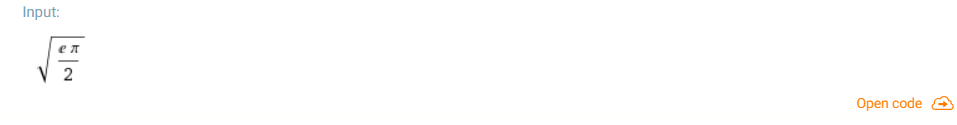 Input:
√(e π / 2)
Open code